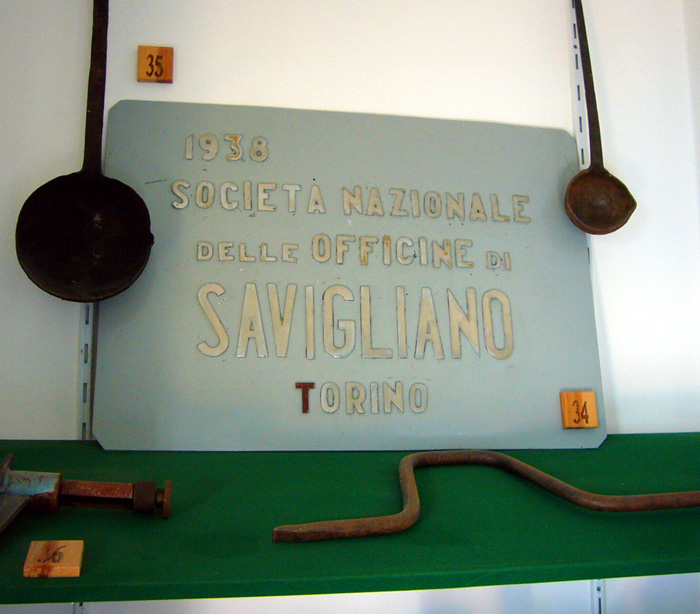 35
1938
SOCIETA NAZIONALE
DELLE OFFICINE DI
SAVIGLIANO
TORINO
34
36